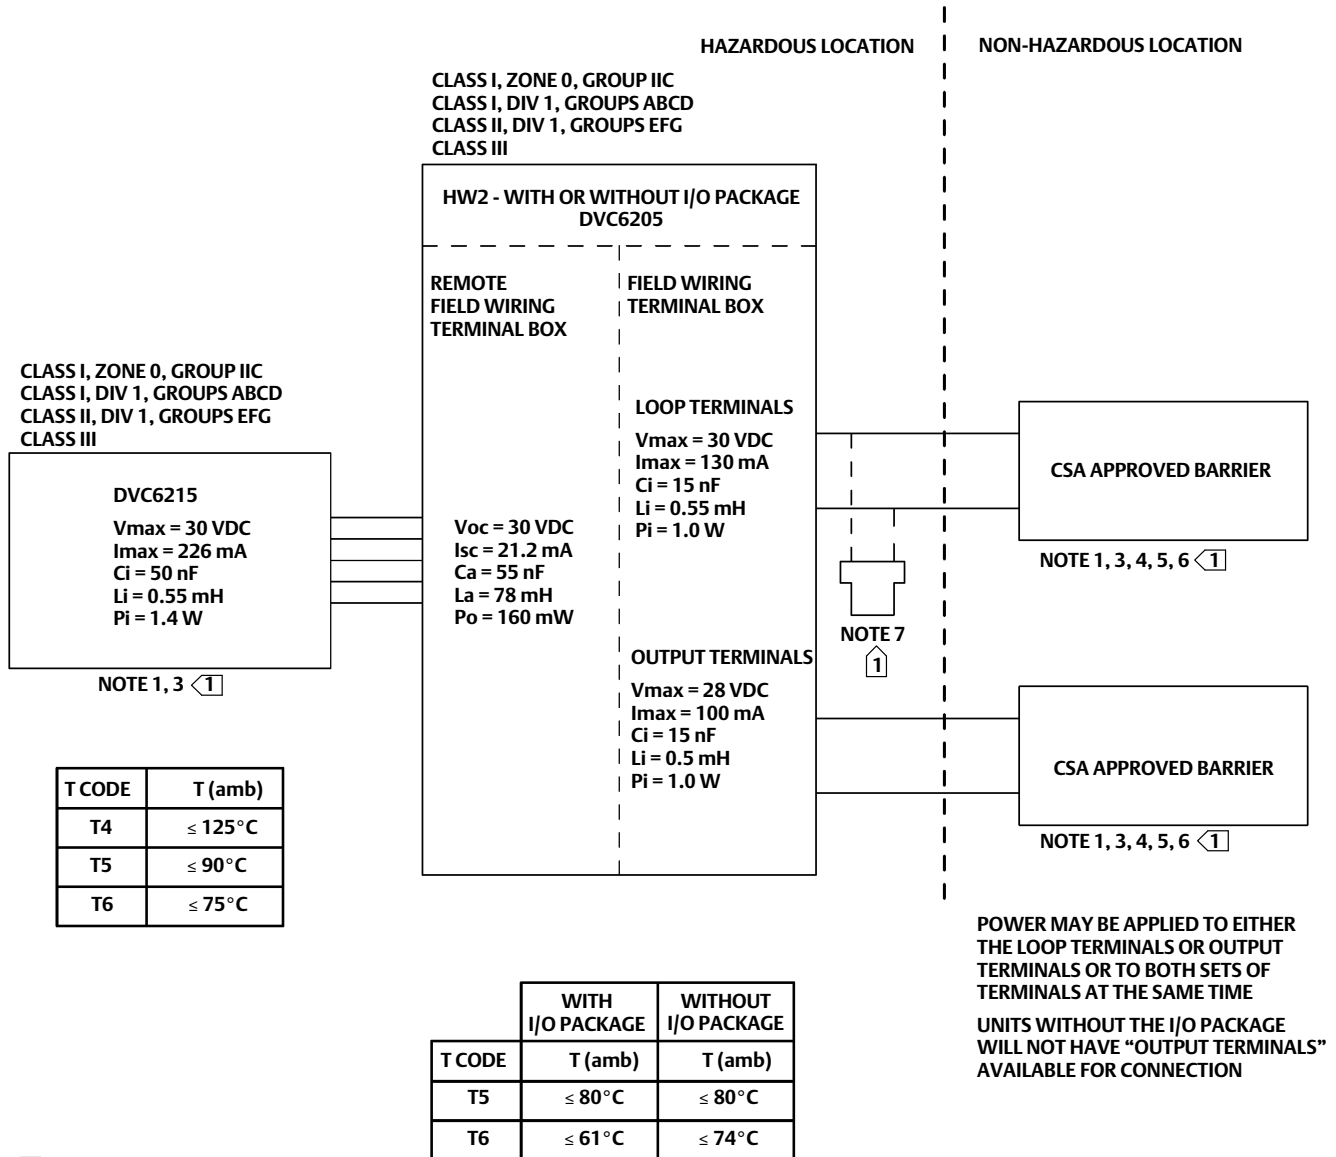 HAZARDOUS LOCATION
NON-HAZARDOUS LOCATION
CLASS I, ZONE 0, GROUP IIC
CLASS I, DIV 1, GROUPS ABCD
CLASS II, DIV 1, GROUPS EFG
CLASS III
HW2 - WITH OR WITHOUT I/O PACKAGE
DVC6205
REMOTE
FIELD WIRING
TERMINAL BOX
FIELD WIRING
TERMINAL BOX
CLASS I, ZONE 0, GROUP IIC
CLASS I, DIV 1, GROUPS ABCD
CLASS II, DIV 1, GROUPS EFG
CLASS III
DVC6215
Vmax = 30 VDC
Imax = 226 mA
Ci = 50 nF
Li = 0.55 mH
Pi = 1.4 W
NOTE 1, 3 1
Voc = 30 VDC
Isc = 21.2 mA
Ca = 55 nF
La = 78 mH
Po = 160 mW
LOOP TERMINALS
Vmax = 30 VDC
Imax = 130 mA
Ci = 15 nF
Li = 0.55 mH
Pi = 1.0 W
OUTPUT TERMINALS
Vmax = 28 VDC
Imax = 100 mA
Ci = 15 nF
Li = 0.5 mH
Pi = 1.0 W
NOTE 7
1
CSA APPROVED BARRIER
NOTE 1, 3, 4, 5, 6 1
CSA APPROVED BARRIER
NOTE 1, 3, 4, 5, 6 1
T CODE T (amb)
T4 ≤ 125°C
T5 ≤ 90°C
T6 ≤ 75°C
POWER MAY BE APPLIED TO EITHER
THE LOOP TERMINALS OR OUTPUT
TERMINALS OR TO BOTH SETS OF
TERMINALS AT THE SAME TIME
UNITS WITHOUT THE I/O PACKAGE
WILL NOT HAVE “OUTPUT TERMINALS”
AVAILABLE FOR CONNECTION
WITH
I/O PACKAGE
WITHOUT
I/O PACKAGE
T CODE T (amb) T (amb)
T5 ≤ 80°C ≤ 80°C
T6 ≤ 61°C ≤ 74°C